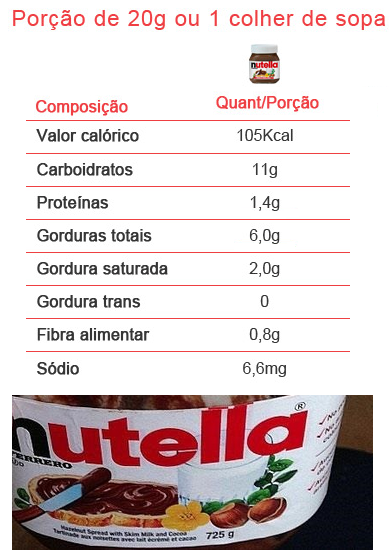 Porção de 20g ou 1 colher de sopa
nutella
Composição Quant/Porção
Valor calórico 105Kcal
Carboidratos 11g
Proteínas 1,4g
Gorduras totais 6,0g
Gordura saturada 2,0g
Gordura trans 0
Fibra alimentar 0,8g
Sódio 6,6mg
nutella®
FERRERO
Hazelnut Spread with Skim Milk and Cocoa
Tartinade aux noisettes avec lait écrémé et cacao
725 g